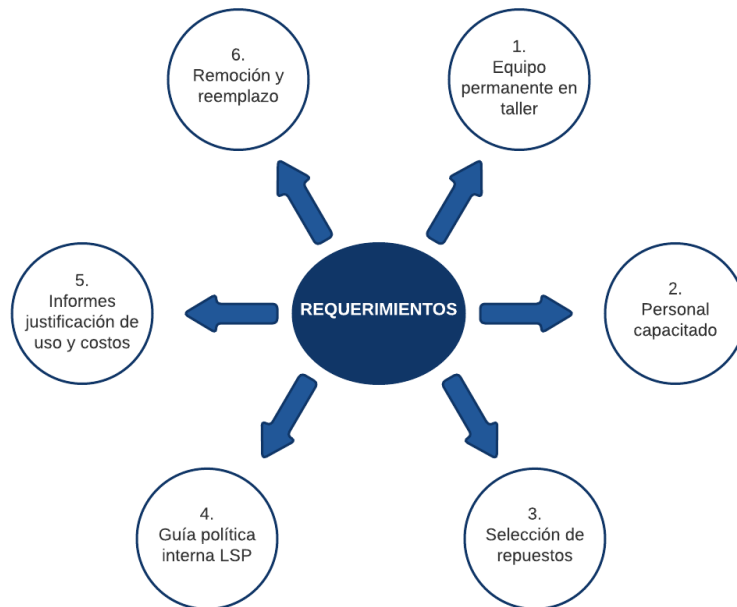 REQUERIMIENTOS
1.
Equipo
permanente en
taller
2.
Personal
capacitado
3.
Selección de
repuestos
4.
Guía política
interna LSP
5.
Informes
justificación de
uso y costos
6.
Remoción y
reemplazo